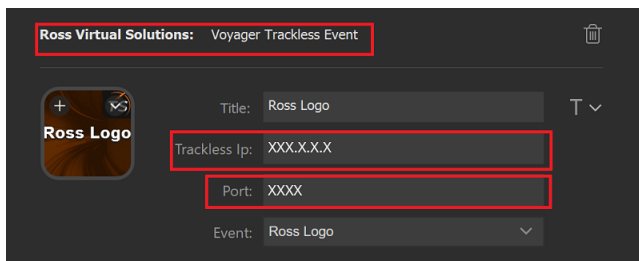 Ross Virtual Solutions: Voyager Trackless Event
Ross Logo
Title: Ross Logo
T
Trackless Ip: XXX.X.X.X
Port: XXXX
Event: Ross Logo